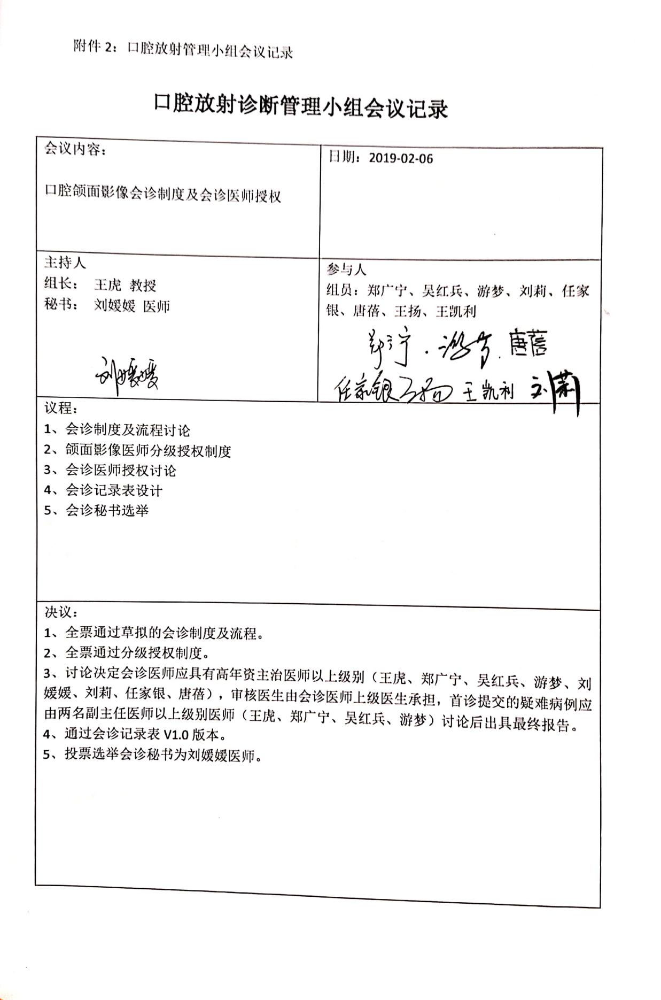 附件 2：口腔放射管理小组会议记录
口腔放射诊断管理小组会议记录
会议内容：
口腔颌面影像会诊制度及会诊医师授权
日期：2019-02-06
主持人
组长： 王虎 教授
秘书： 刘媛媛 医师
刘媛媛
参与人
组员：郑广宁、吴红兵、游梦、刘莉、任家
银、唐蓓、王扬、王凯利
郑广宁．游梦．唐蓓
任家银 王扬 王凯利 刘莉
议程：
1、会诊制度及流程讨论
2、颌面影像医师分级授权制度
3、会诊医师授权讨论
4、会诊记录表设计
5、会诊秘书选举
决议：
1、全票通过草拟的会诊制度及流程。
2、全票通过分级授权制度。
3、讨论决定会诊医师应具有高年资主治医师以上级别（王虎、郑广宁、吴红兵、游梦、刘
媛媛、刘莉、任家银、唐蓓），审核医生由会诊医师上级医生承担，首诊提交的疑难病例应
由两名副主任医师以上级别医师（王虎、郑广宁、吴红兵、游梦）讨论后出具最终报告。
4、通过会诊记录表 V1.0 版本。
5、投票选举会诊秘书为刘媛媛医师。